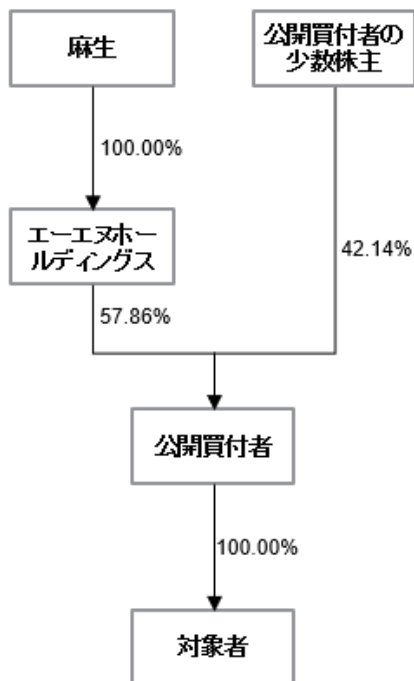 麻生
公開買付者の
少数株主
100.00%
エーエヌホー
ルディングス
42.14%
57.86%
公開買付者
100.00%
対象者